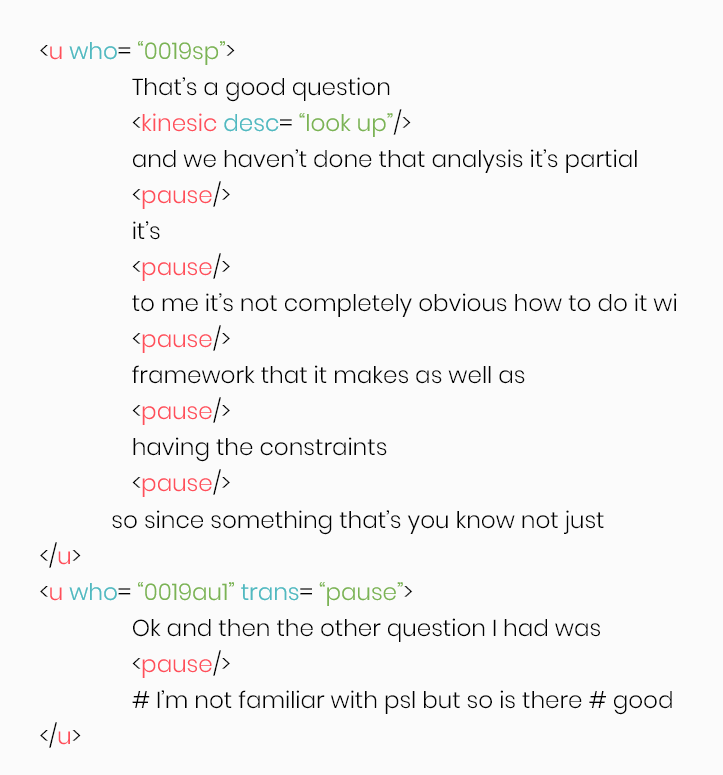 <u who= “0019sp”>
That’s a good question
<kinesic desc= “look up”/>
and we haven’t done that analysis it’s partial
<pause/>
it’s
<pause/>
to me it’s not completely obvious how to do it wi
<pause/>
framework that it makes as well as
<pause/>
having the constraints
<pause/>
so since something that’s you know not just
</u>
<u who= “0019au1” trans= “pause”>
Ok and then the other question I had was
<pause/>
# I’m not familiar with psl but so is there # good
</u>